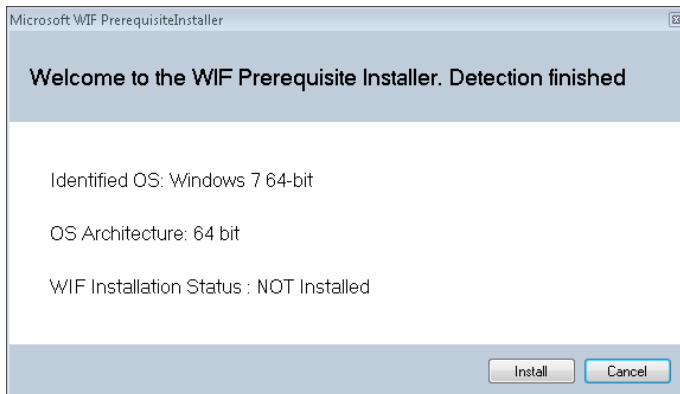 Microsoft WIF PrerequisiteInstaller
Welcome to the WIF Prerequisite Installer. Detection finished
Identified OS: Windows 7 64-bit
OS Architecture: 64 bit
WIF Installation Status : NOT Installed
Install Cancel